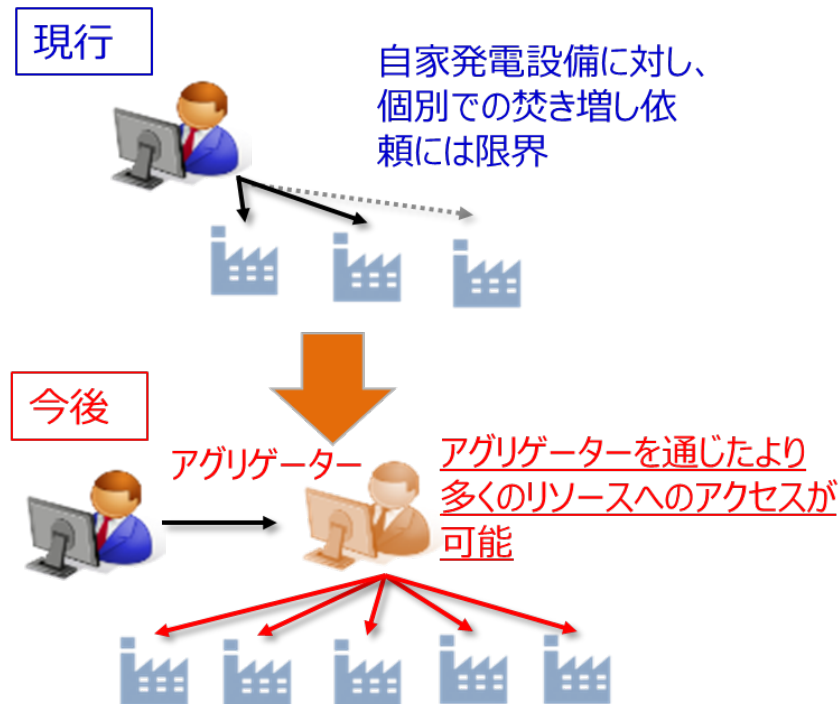 現行
自家発電設備に対し、
個別での焚き増し依
頼には限界
今後
アグリゲーター
アグリゲーターを通じたより
多くのリソースへのアクセスが
可能